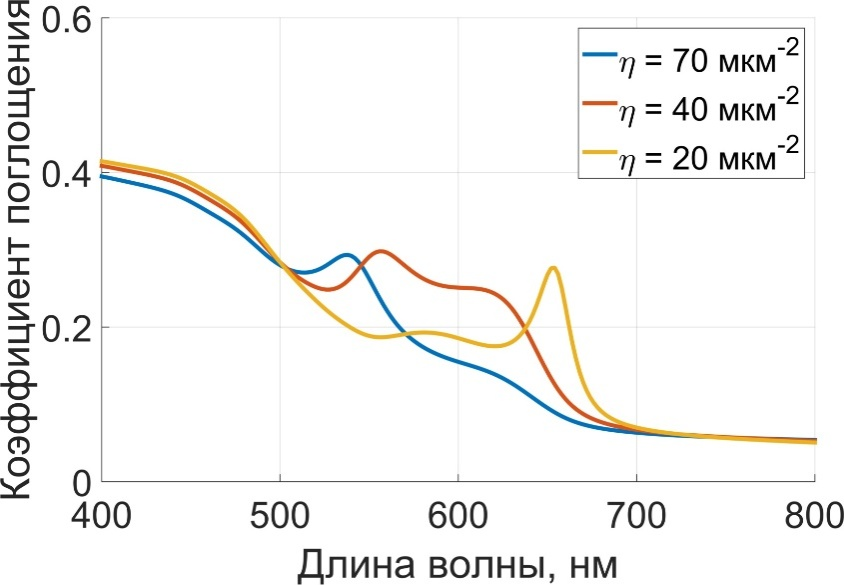 Коэффициент поглощения
0.6
0.4
0.2
0
400
500
600
700
800
Длина волны, нм
η = 70 мкм-2
η = 40 мкм-2
η = 20 мкм-2